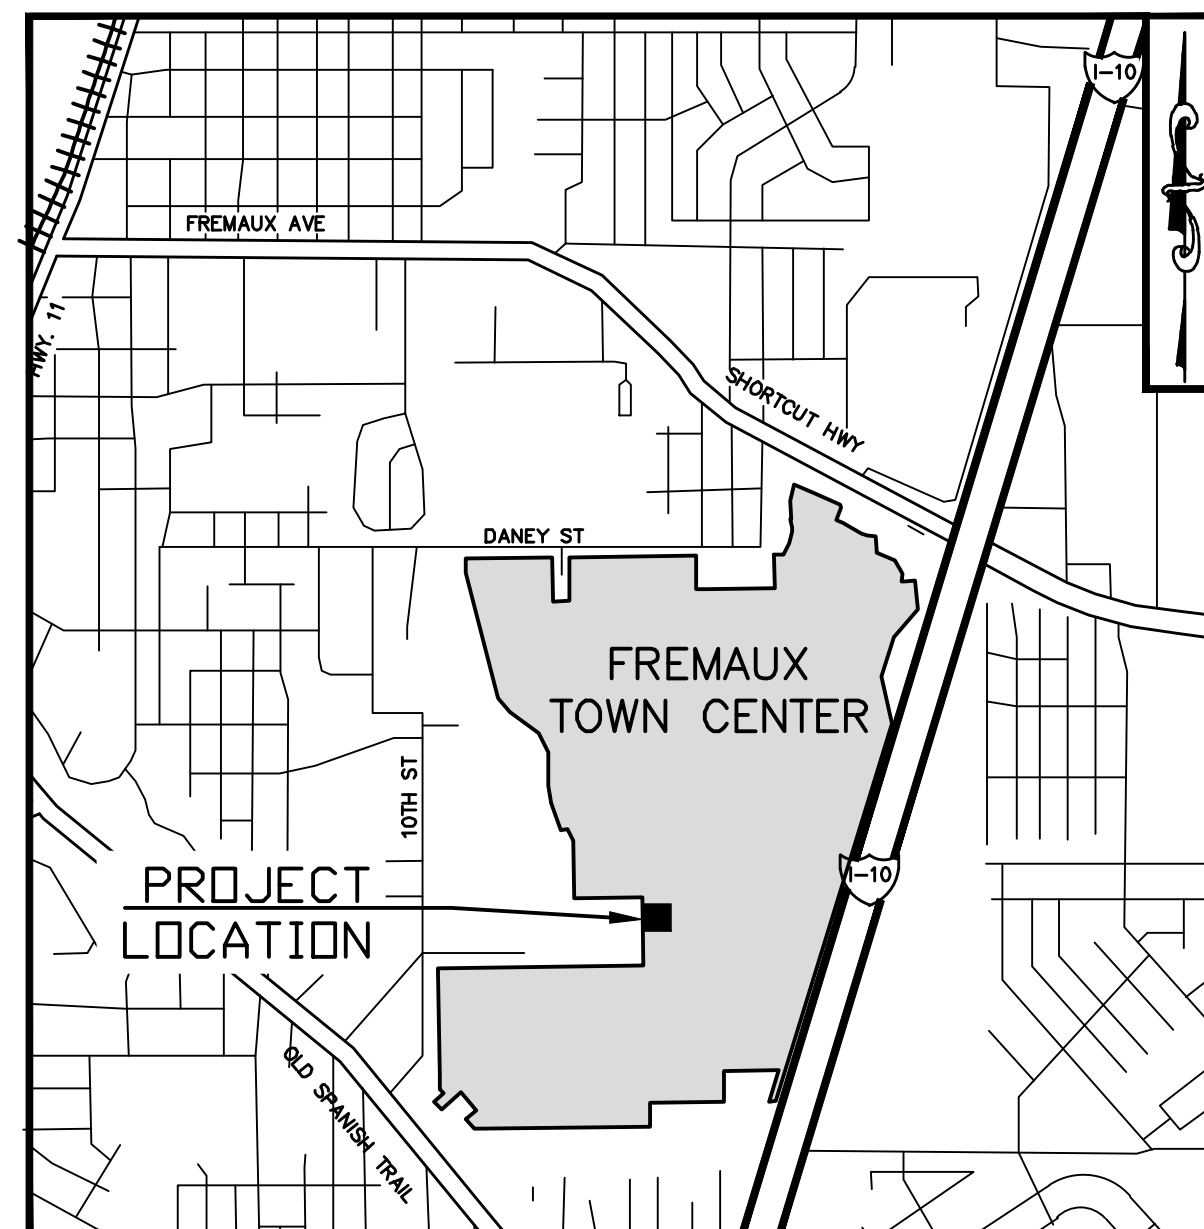 I-10
FREMAUX AVE
HWY. 11
SHORTCUT HWY
DANEY ST
FREMAUX
TOWN CENTER
10TH ST
I-10
PROJECT
LOCATION
OLD SPANISH TRAIL